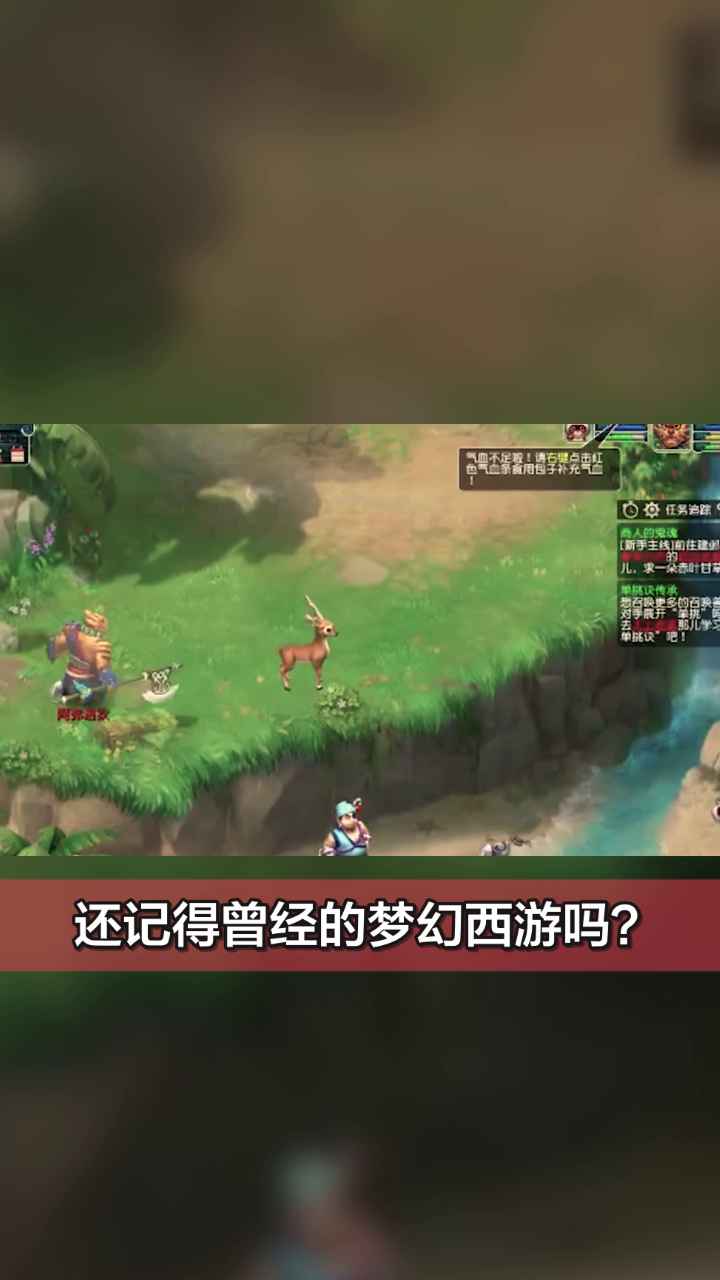 气血不足啦！请右键点击红
色气血条食用包子补充气血
！
任务追踪
商人的鬼魂
[新手主线]前往建邺
的
儿，求一朵赤叶甘草
单挑诀传承
想召唤更多的召唤兽
对手展开“单挑”吗
去
那儿学习
单挑诀”吧！
还记得曾经的梦幻西游吗？